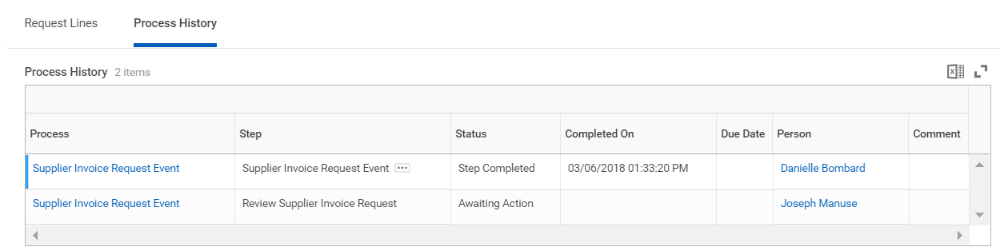 Request Lines Process History
Process History 2 items
Process Step Status Completed On Due Date Person Comment
Supplier Invoice Request Event Supplier Invoice Request Event Step Completed 03/06/2018 01:33:20 PM Danielle Bombard
Supplier Invoice Request Event Review Supplier Invoice Request Awaiting Action Joseph Manuse